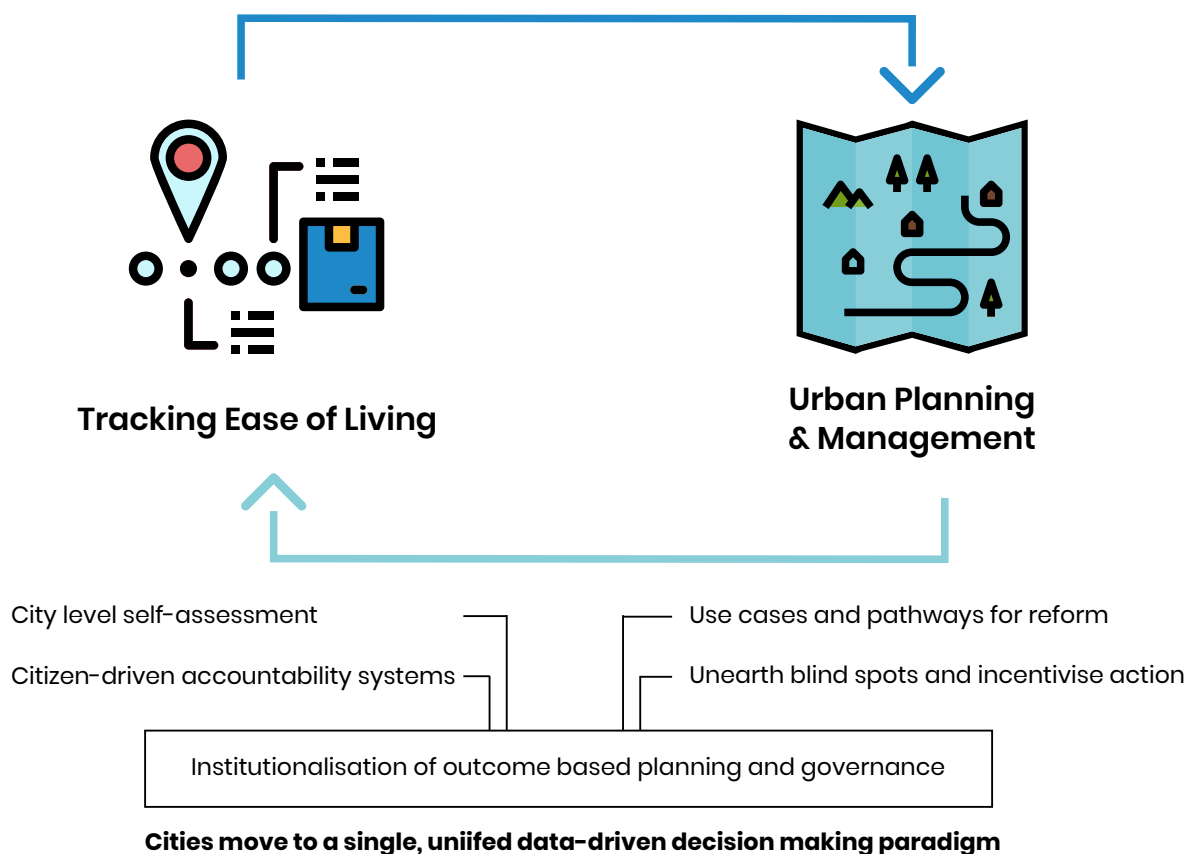 Tracking Ease of Living
Urban Planning
& Management
City level self-assessment
Use cases and pathways for reform
Citizen-driven accountability systems
Unearth blind spots and incentivise action
Institutionalisation of outcome based planning and governance
Cities move to a single, uniifed data-driven decision making paradigm